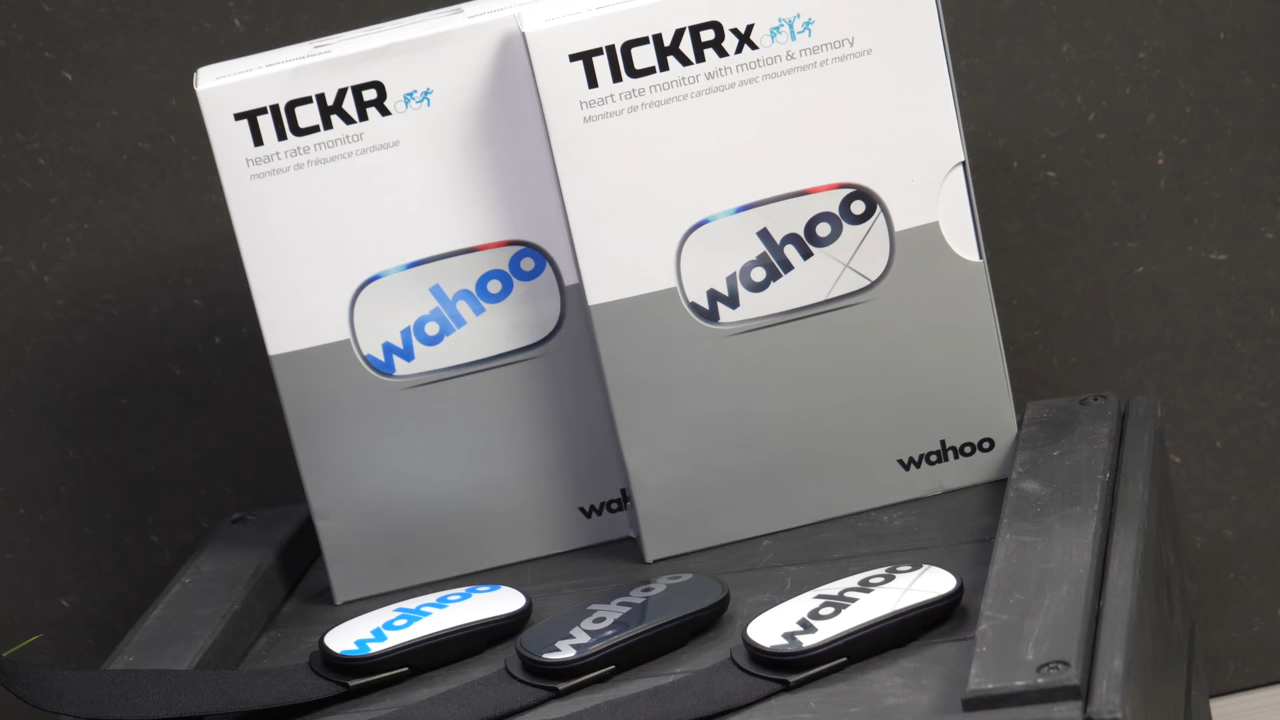 TICKR
heart rate monitor
moniteur de fréquence cardiaque
wahoo
TICKRx
heart rate monitor with motion & memory
Moniteur de fréquence cardiaque avec mouvement et mémoire
wahoo
wahoo
wahoo
wahoo
wahoo